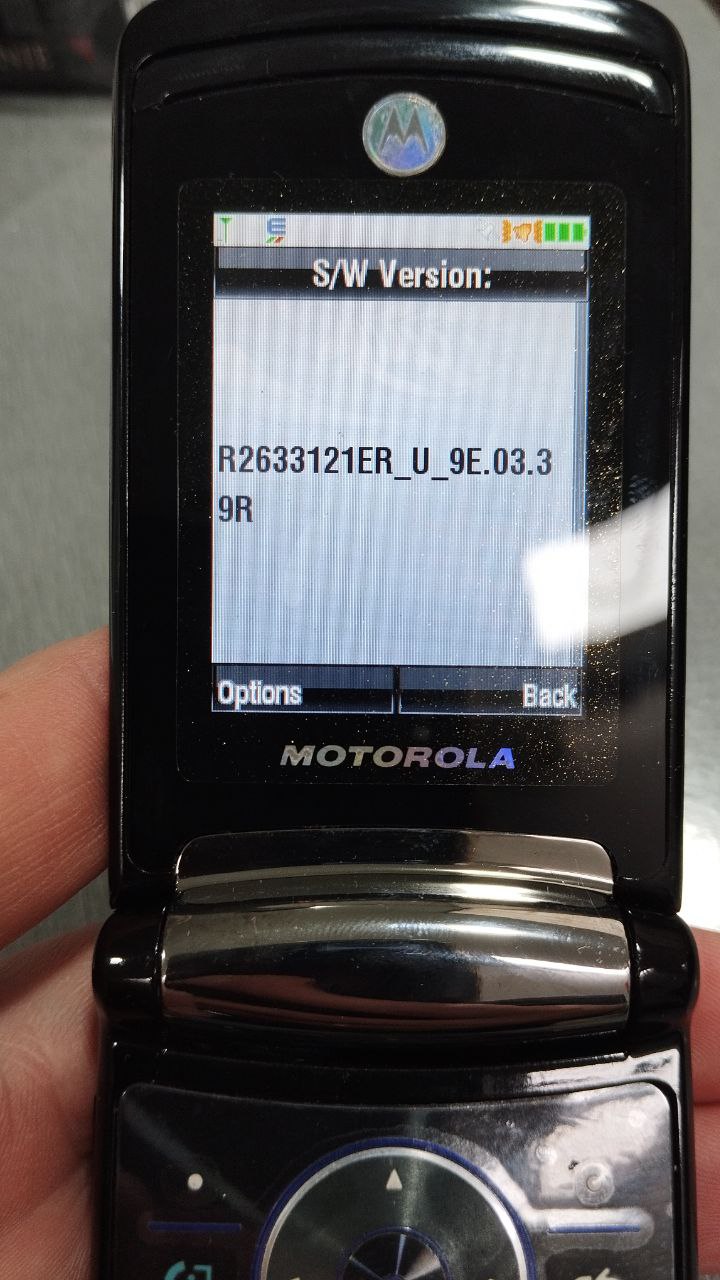 S/W Version:
R2633121ER_U_9E.03.3
9R
Options
Back
MOTOROLA